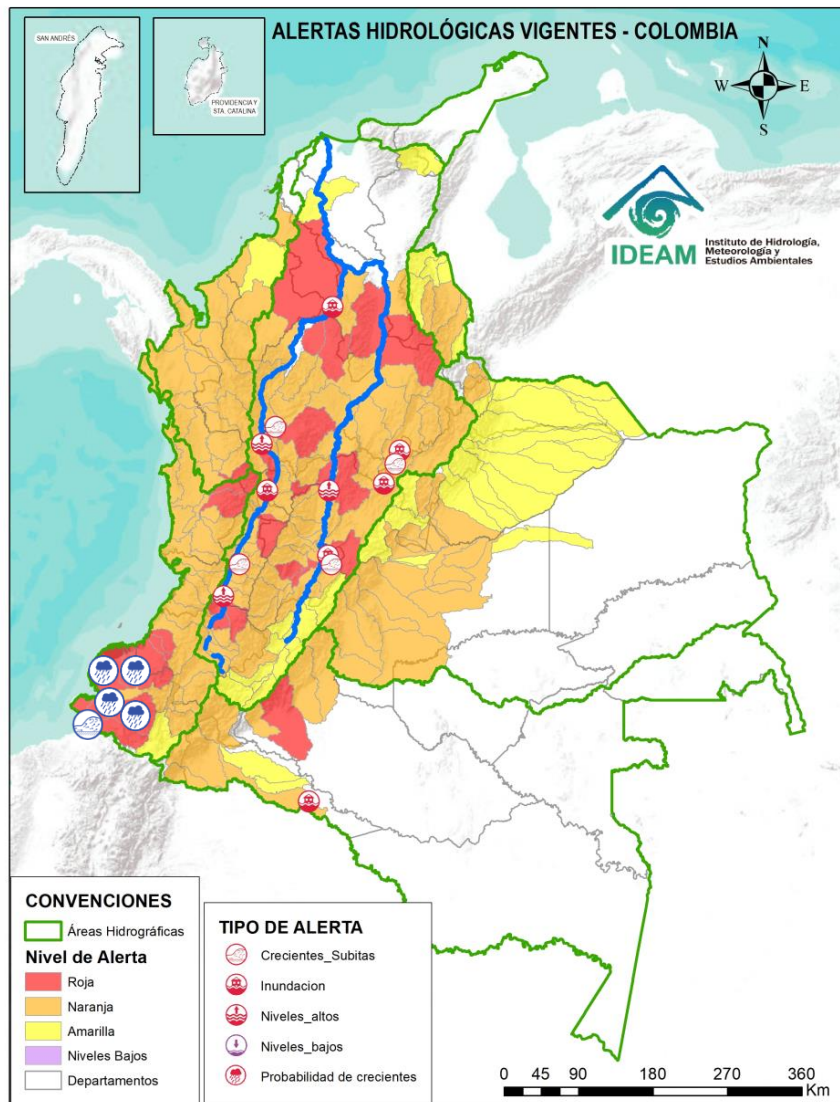 ALERTAS HIDROLÓGICAS VIGENTES - COLOMBIA
SAN ANDRÉS
PROVIDENCIA Y
STA. CATALINA
N
W E
S
IDEAM
Instituto de Hidrología,
Meteorología y
Estudios Ambientales
CONVENCIONES
Áreas Hidrográficas
Nivel de Alerta
Roja
Naranja
Amarilla
Niveles Bajos
Departamentos
TIPO DE ALERTA
Crecientes_Subitas
Inundacion
Niveles_altos
Niveles_bajos
Probabilidad de crecientes
0 45 90 180 270 360
Km